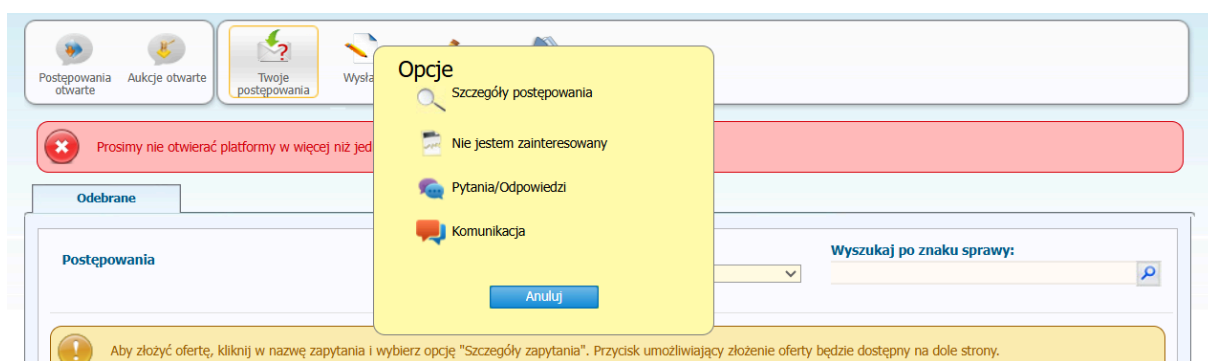 Postępowania otwarte
Aukcje otwarte
Twoje postępowania
Wysła
Opcje
Szczegóły postępowania
Nie jestem zainteresowany
Pytania/Odpowiedzi
Komunikacja
Anuluj
Prosimy nie otwierać platformy w więcej niż jed
Odebrane
Postępowania
Wyszukaj po znaku sprawy:
Aby złożyć ofertę, kliknij w nazwę zapytania i wybierz opcję "Szczegóły zapytania". Przycisk umożliwiający złożenie oferty będzie dostępny na dole strony.